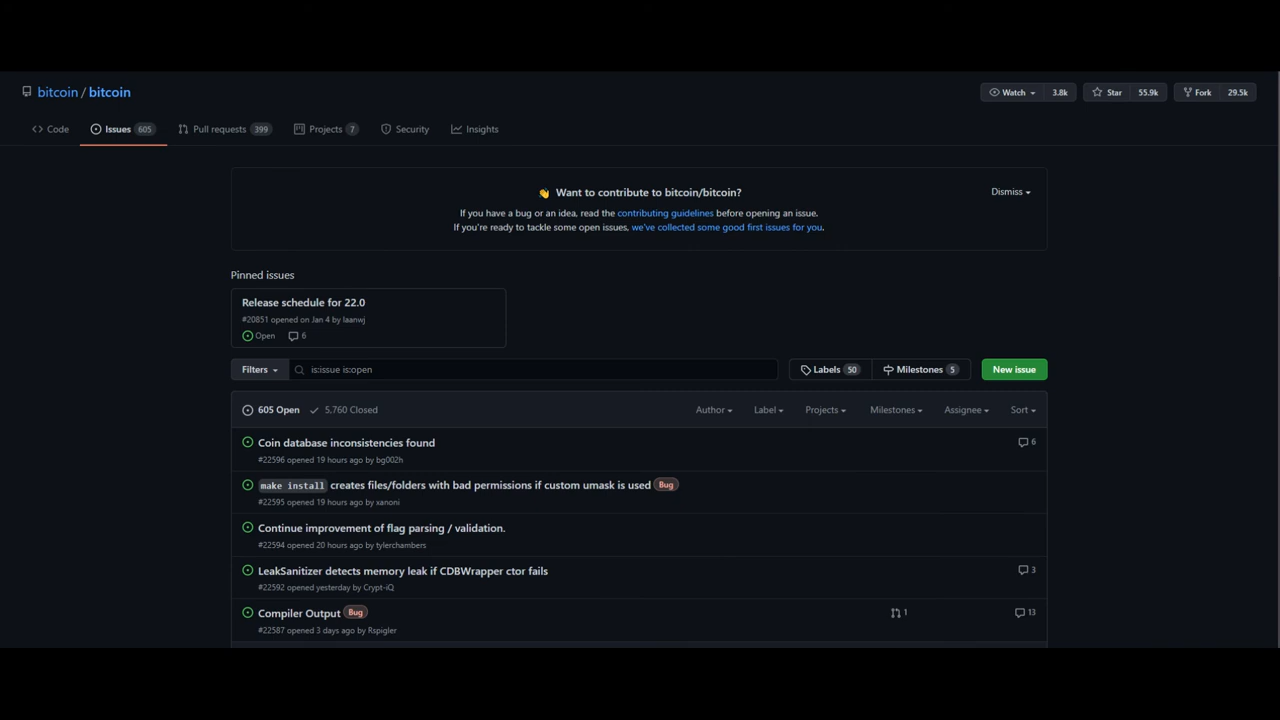 bitcoin / bitcoin
Watch 3.8k Star 55.9k Fork 29.5k
Code Issues 605 Pull requests 399 Projects 7 Security Insights
Want to contribute to bitcoin/bitcoin?
Dismiss
If you have a bug or an idea, read the contributing guidelines before opening an issue.
If you're ready to tackle some open issues, we've collected some good first issues for you.
Pinned issues
Release schedule for 22.0
#20851 opened on Jan 4 by laanwj
Open 6
Filters is:issue is:open Labels 50 Milestones 5 New issue
605 Open 5,760 Closed Author Label Projects Milestones Assignee Sort
Coin database inconsistencies found 6
#22596 opened 19 hours ago by bg002h
make install creates files/folders with bad permissions if custom umask is used Bug
#22595 opened 19 hours ago by xanoni
Continue improvement of flag parsing / validation.
#22594 opened 20 hours ago by tylerchambers
LeakSanitizer detects memory leak if CDBWrapper ctor fails 3
#22592 opened yesterday by Crypt-iQ
Compiler Output Bug 1 13
#22587 opened 3 days ago by Rspigler